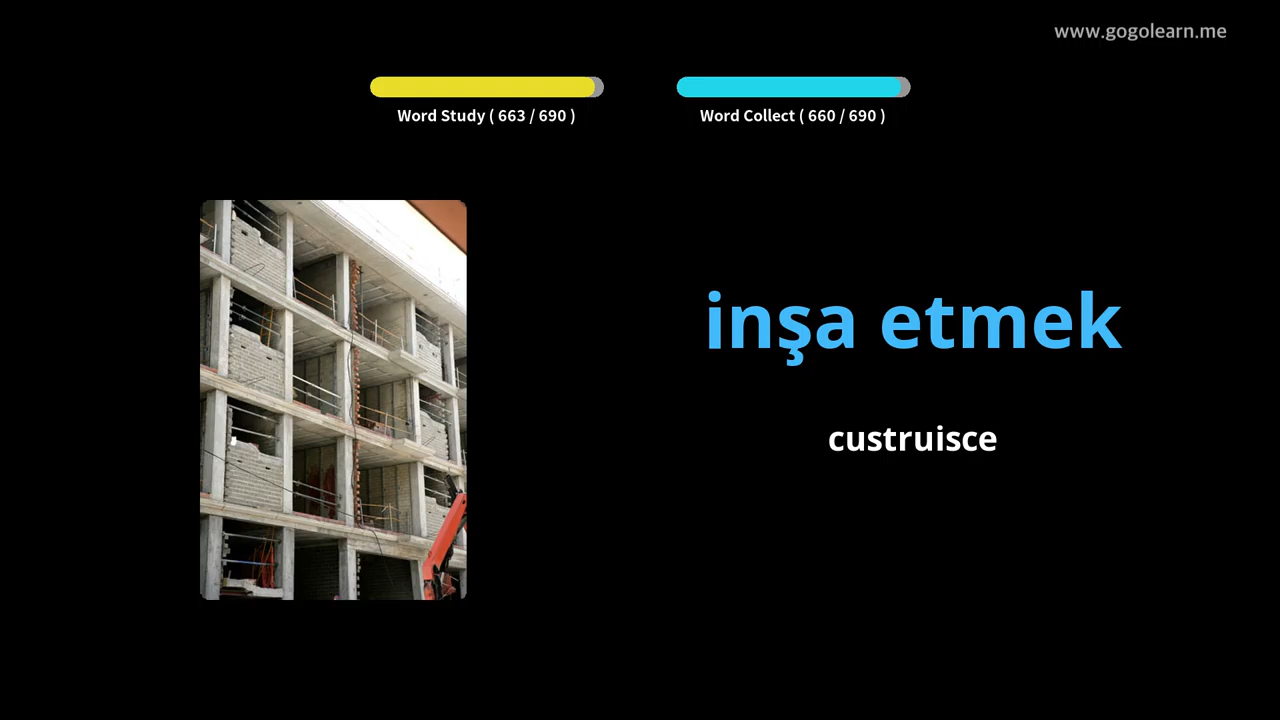 www.gogolearn.me
Word Study ( 663 / 690 )
Word Collect ( 660 / 690 )
inşa etmek
custruisce